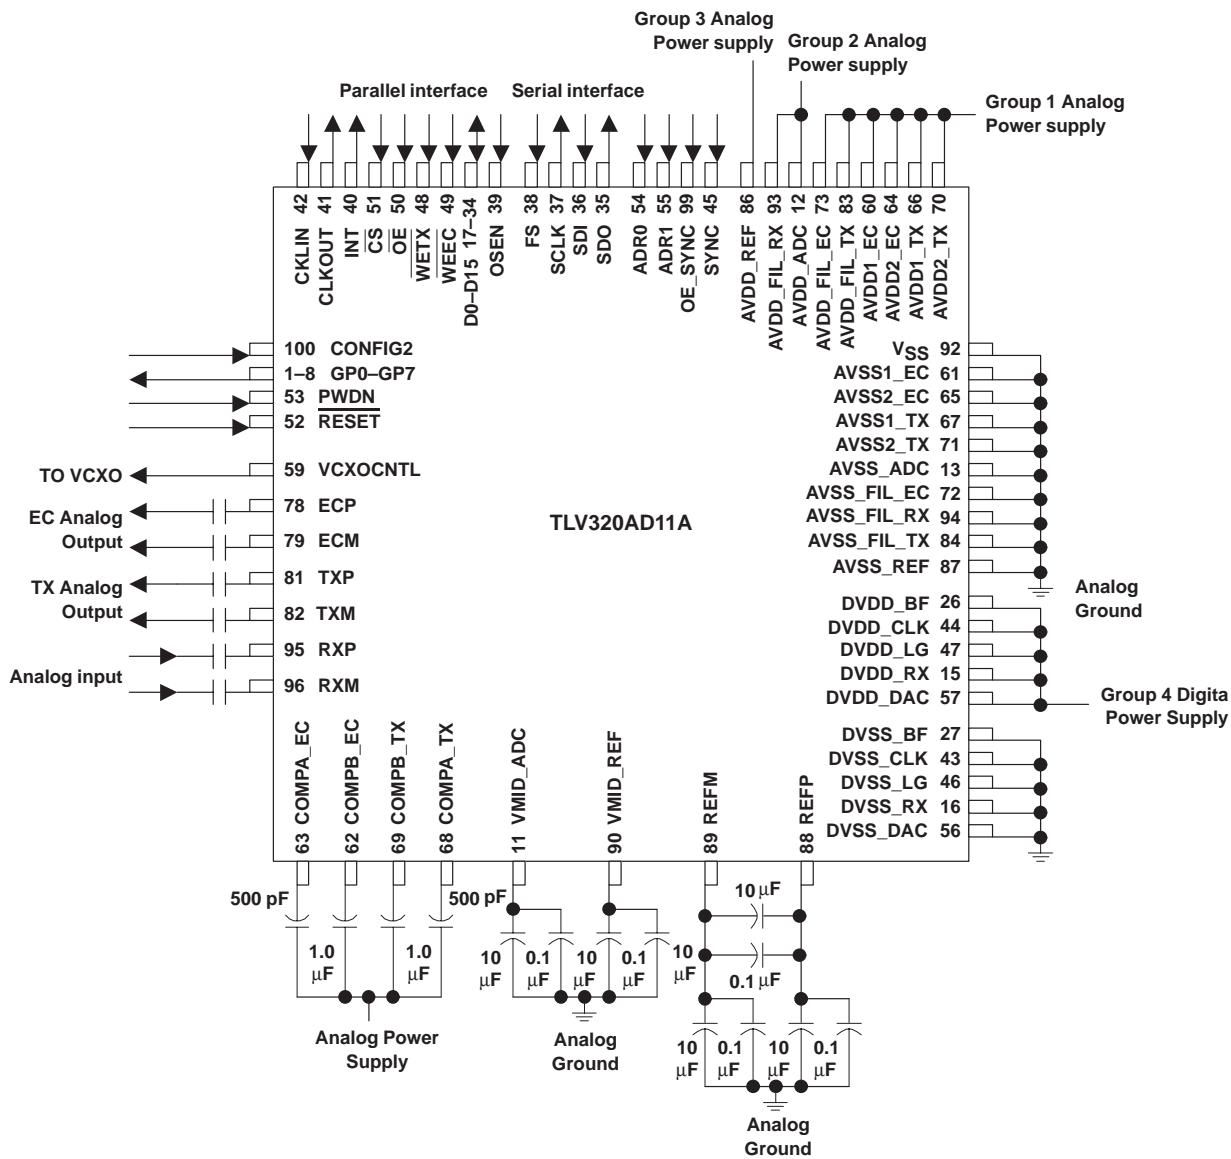 Group 3 Analog
Power supply
Group 2 Analog
Power supply
Group 1 Analog
Power supply
Parallel interface
Serial interface
42 CKLIN
41 CLKOUT
40 INT
51 CS
50 OE
48 WETX
49 WEEC
D0–D15 17–34
39 OSEN
38 FS
37 SCLK
36 SDI
35 SDO
54 ADR0
55 ADR1
99 OE_SYNC
45 SYNC
86 AVDD_REF
93 AVDD_FIL_RX
12 AVDD_ADC
73 AVDD_FIL_EC
83 AVDD_FIL_TX
60 AVDD1_EC
64 AVDD2_EC
66 AVDD1_TX
70 AVDD2_TX
100 CONFIG2
1–8 GP0–GP7
53 PWDN
52 RESET
TO VCXO
59 VCXOCNTL
EC Analog
Output
78 ECP
79 ECM
TX Analog
Output
81 TXP
82 TXM
Analog input
95 RXP
96 RXM
TLV320AD11A
VSS 92
AVSS1_EC 61
AVSS2_EC 65
AVSS1_TX 67
AVSS2_TX 71
AVSS_ADC 13
AVSS_FIL_EC 72
AVSS_FIL_RX 94
AVSS_FIL_TX 84
AVSS_REF 87
Analog
Ground
DVDD_BF 26
DVDD_CLK 44
DVDD_LG 47
DVDD_RX 15
DVDD_DAC 57
Group 4 Digita
Power Supply
DVSS_BF 27
DVSS_CLK 43
DVSS_LG 46
DVSS_RX 16
DVSS_DAC 56
63 COMPA_EC
62 COMPB_EC
69 COMPB_TX
68 COMPA_TX
11 VMID_ADC
90 VMID_REF
89 REFM
88 REFP
500 pF
500 pF
1.0
μF
1.0
μF
Analog Power
Supply
10
μF
0.1
μF
10
μF
0.1
μF
Analog
Ground
10
μF
10 μF
0.1 μF
10
μF
0.1
μF
10
μF
0.1
μF
Analog
Ground